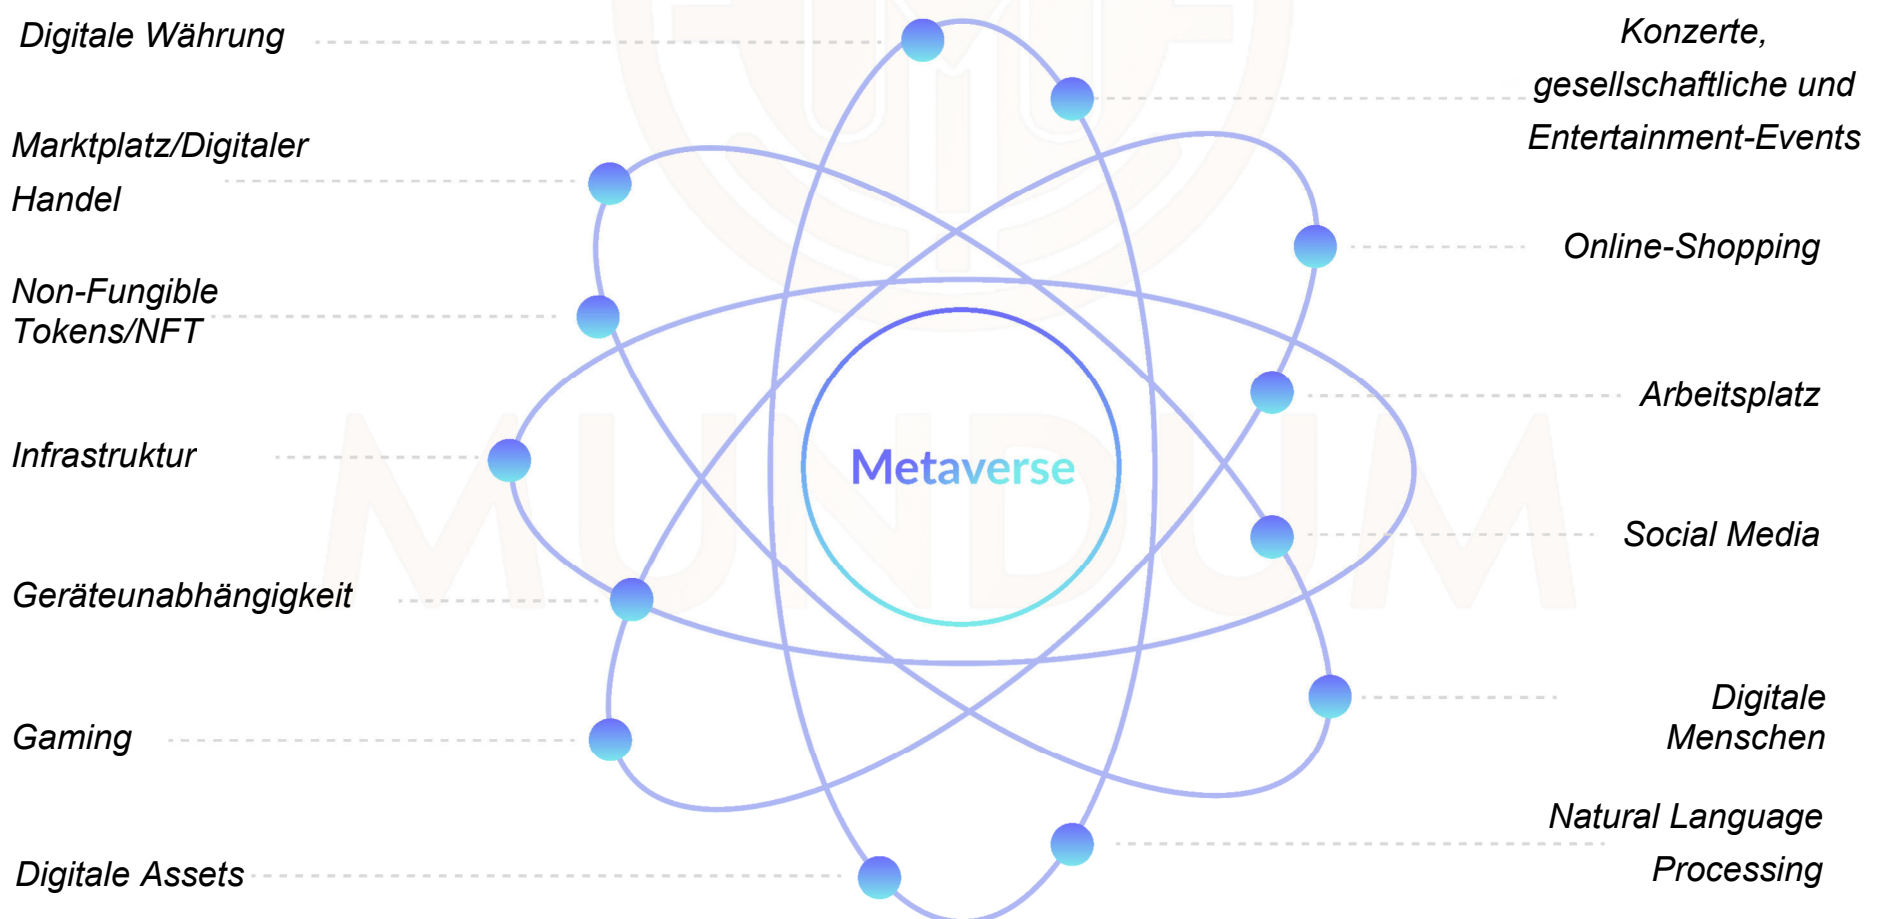 Digitale Währung
Konzerte,
gesellschaftliche und
Entertainment-Events
Marktplatz/Digitaler
Handel
Online-Shopping
Non-Fungible
Tokens/NFT
Arbeitsplatz
Infrastruktur
Metaverse
MUNDUM
Social Media
Geräteunabhängigkeit
Digitale
Menschen
Gaming
Natural Language
Processing
Digitale Assets